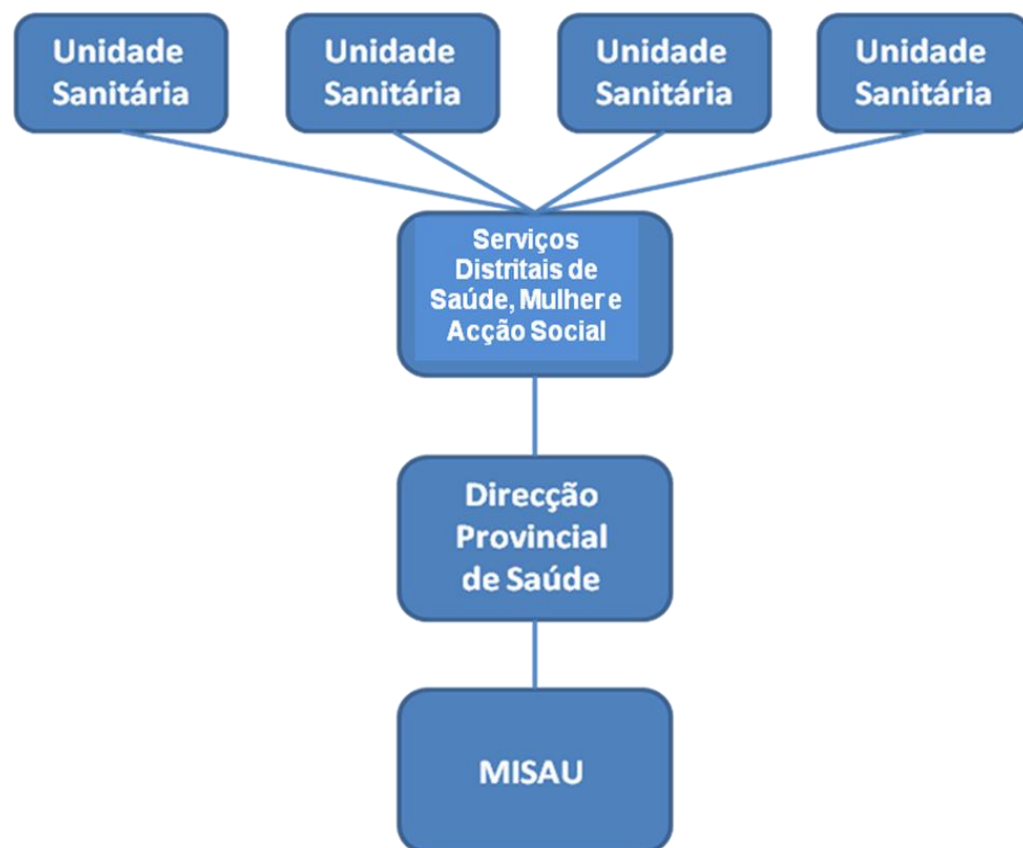 Unidade
Sanitária
Unidade
Sanitária
Unidade
Sanitária
Unidade
Sanitária
Serviços
Distritais de
Saúde, Mulher e
Acção Social
Direcção
Provincial
de Saúde
MISAU